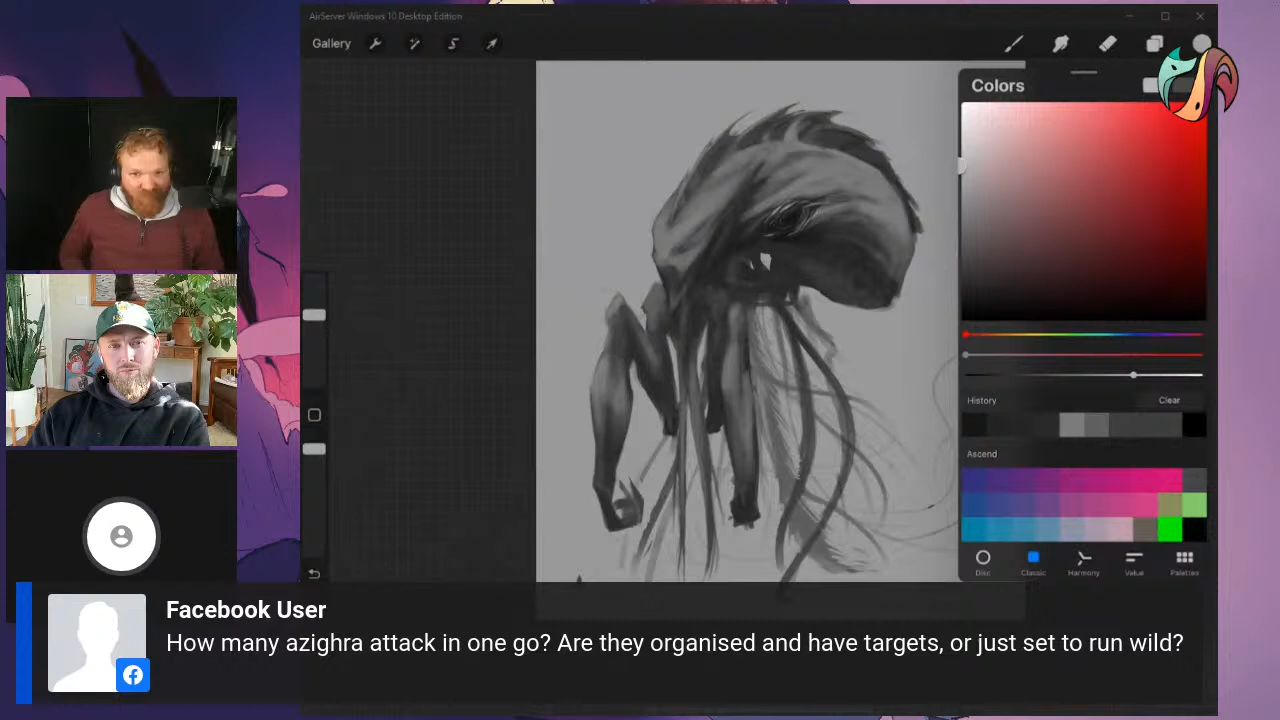 AirServer Windows 10 Desktop Edition
Gallery
Colors
History
Clear
Ascend
Disc
Classic
Harmony
Value
Palettes
Facebook User
How many azighra attack in one go? Are they organised and have targets, or just set to run wild?